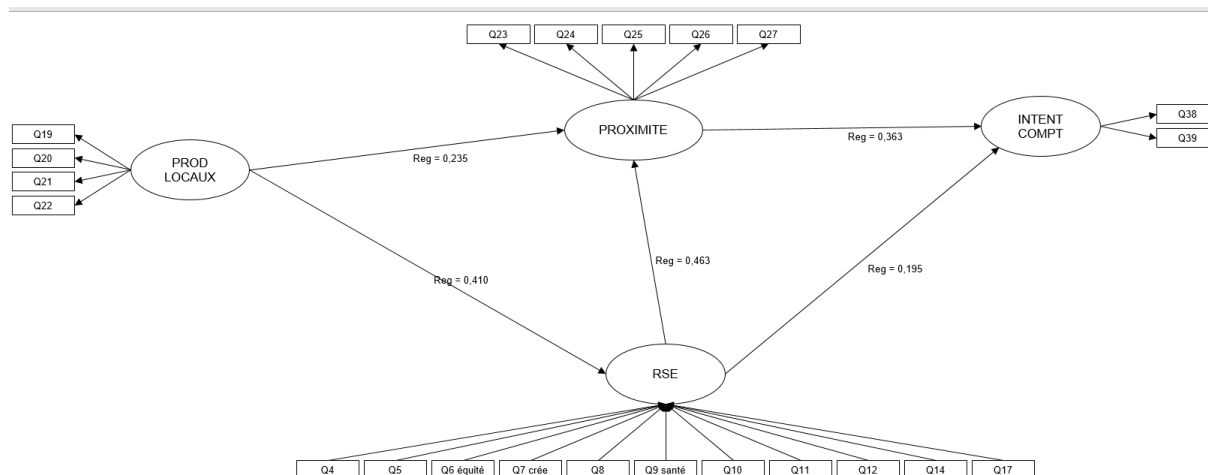 Q23 Q24 Q25 Q26 Q27
Q19
Q20
Q21
Q22
PROD
LOCAUX
PROXIMITE
INTENT
COMPT
Q38
Q39
Reg = 0,235
Reg = 0,363
Reg = 0,410
Reg = 0,463
Reg = 0,195
RSE
Q4 Q5 Q6 équité Q7 crée Q8 Q9 santé Q10 Q11 Q12 Q14 Q17